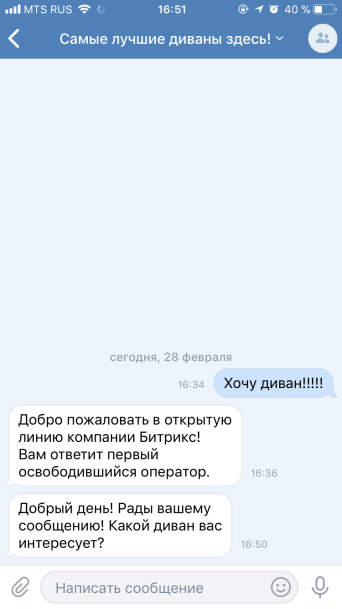 MTS RUS 16:51 40 %
Самые лучшие диваны здесь!
сегодня, 28 февраля
16:34 Хочу диван!!!!!
Добро пожаловать в открытую
линию компании Битрикс!
Вам ответит первый
освободившийся оператор.
16:36
Добрый день! Рады вашему
сообщению! Какой диван вас
интересует?
16:50
Написать сообщение